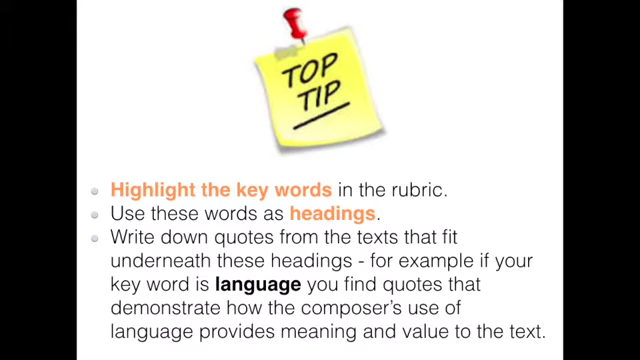 TOP
TIP
Highlight the key words in the rubric.
Use these words as headings.
Write down quotes from the texts that fit
underneath these headings - for example if your
key word is language you find quotes that
demonstrate how the composer's use of
language provides meaning and value to the text.